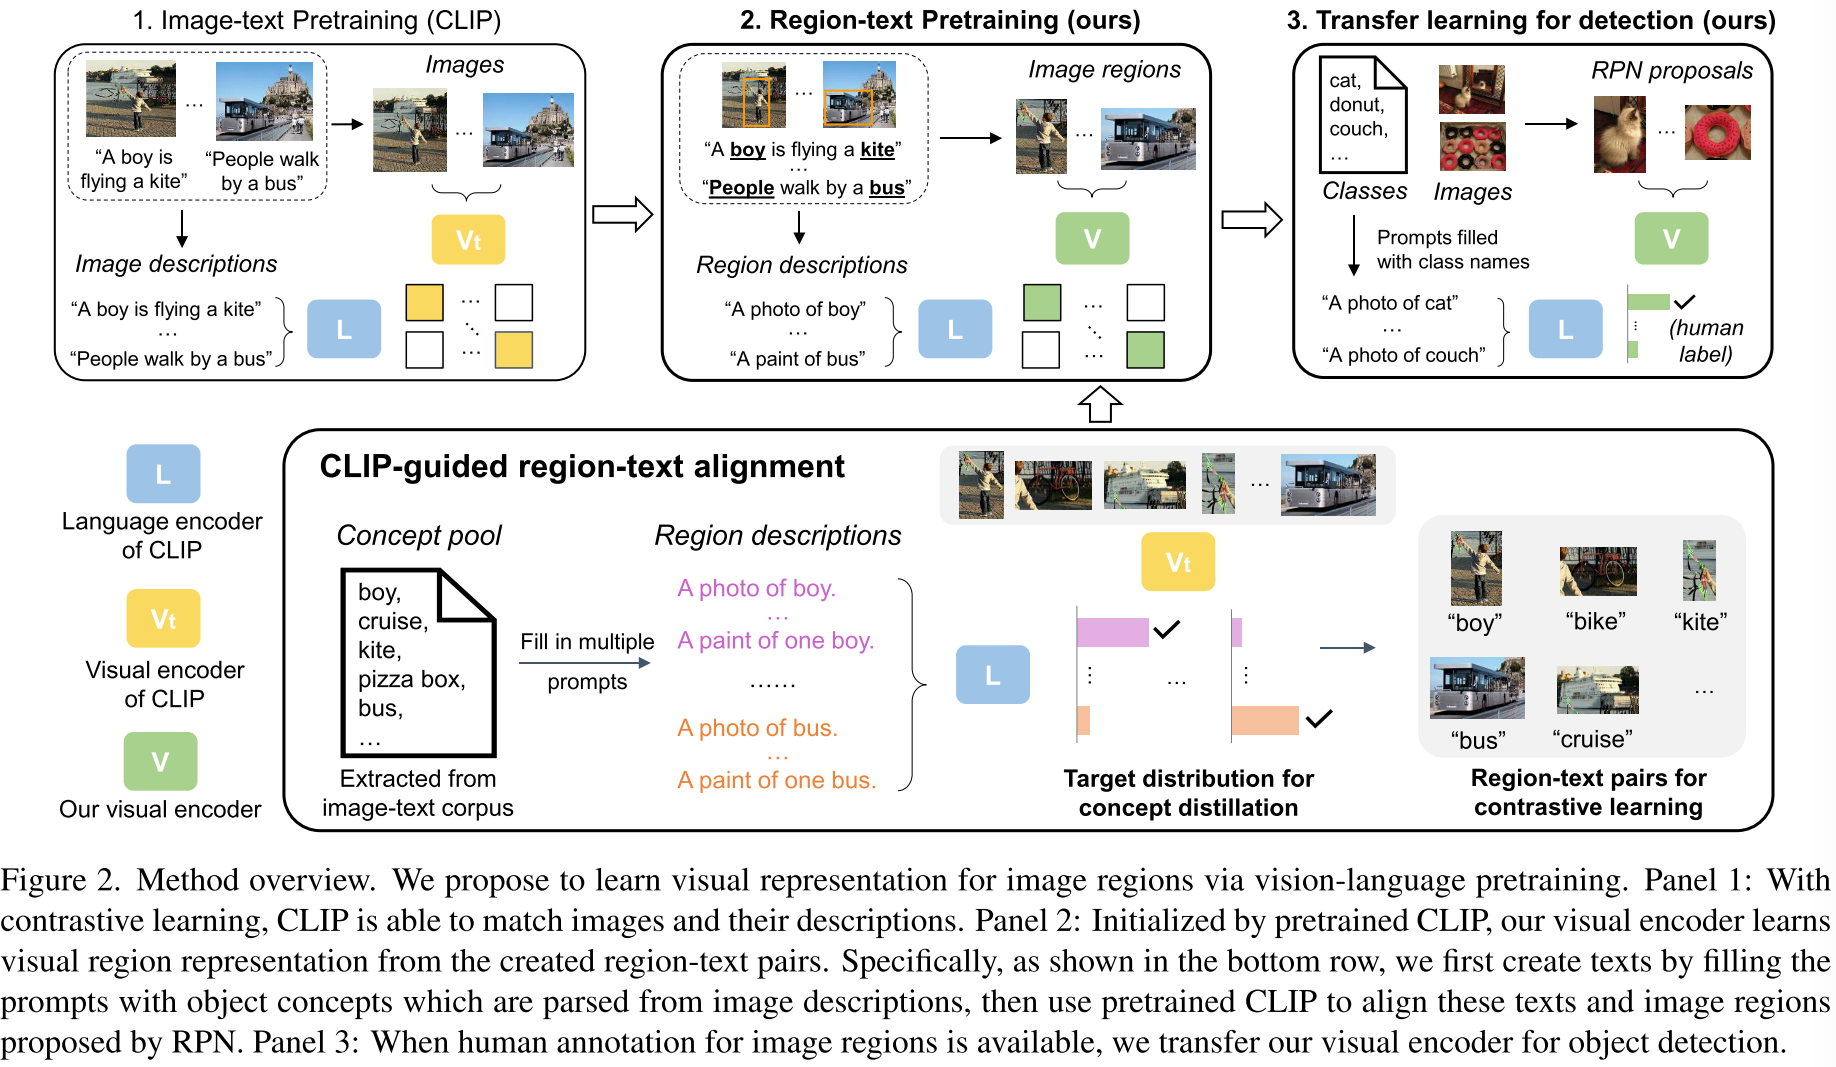 1. Image-text Pretraining (CLIP)
“A boy is
flying a kite”
...
“People walk
by a bus”
Images
...
Image descriptions
“A boy is flying a kite”
...
“People walk by a bus”
L
Vt
...
...
2. Region-text Pretraining (ours)
...
“A boy is flying a kite”
...
“People walk by a bus”
Image regions
...
Region descriptions
“A photo of boy”
...
“A paint of bus”
L
V
...
...
3. Transfer learning for detection (ours)
cat,
donut,
couch,
...
Classes
Images
RPN proposals
...
Prompts filled
with class names
“A photo of cat”
...
“A photo of couch”
L
V
(human
label)
L
Language encoder
of CLIP
Vt
Visual encoder
of CLIP
V
Our visual encoder
CLIP-guided region-text alignment
Concept pool
boy,
cruise,
kite,
pizza box,
bus,
...
Extracted from
image-text corpus
Fill in multiple
prompts
Region descriptions
A photo of boy.
...
A paint of one boy.
......
A photo of bus.
...
A paint of one bus.
L
...
Vt
...
Target distribution for
concept distillation
“boy”
“bike”
“kite”
“bus”
“cruise”
...
Region-text pairs for
contrastive learning
Figure 2. Method overview. We propose to learn visual representation for image regions via vision-language pretraining. Panel 1: With
contrastive learning, CLIP is able to match images and their descriptions. Panel 2: Initialized by pretrained CLIP, our visual encoder learns
visual region representation from the created region-text pairs. Specifically, as shown in the bottom row, we first create texts by filling the
prompts with object concepts which are parsed from image descriptions, then use pretrained CLIP to align these texts and image regions
proposed by RPN. Panel 3: When human annotation for image regions is available, we transfer our visual encoder for object detection.